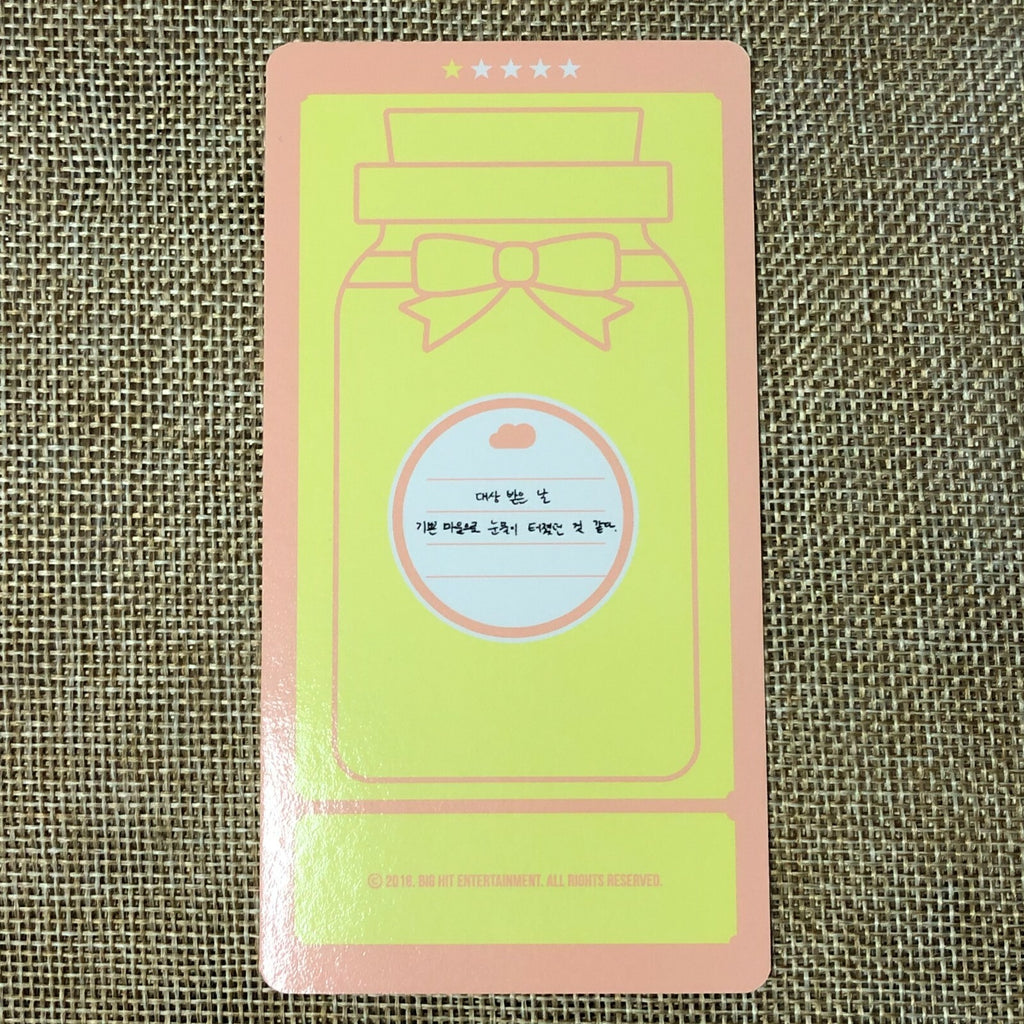 대상 받은 날
기쁜 마음으로 눈물이 터졌던 것 같다.
© 2018. BIG HIT ENTERTAINMENT. ALL RIGHTS RESERVED.